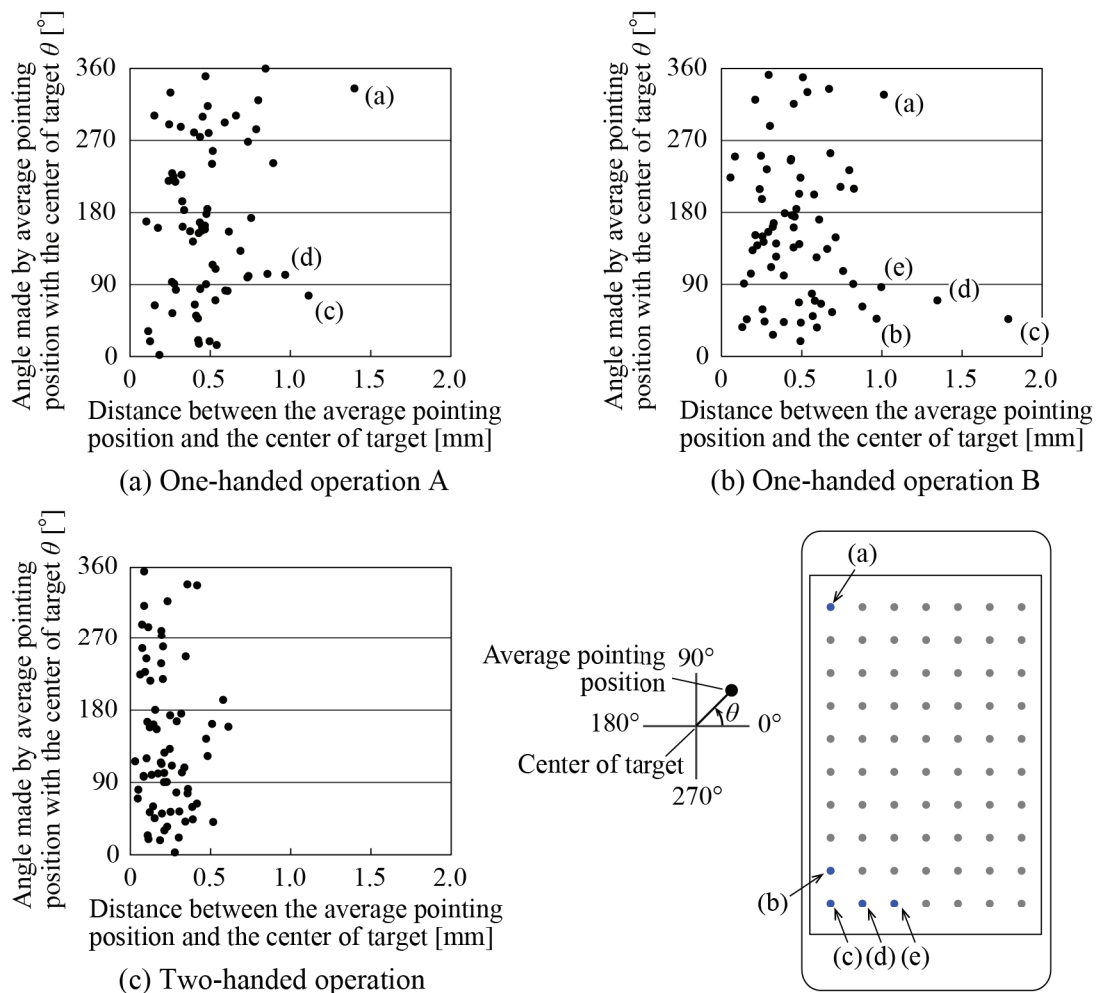 Angle made by average pointing
position with the center of target θ [°]
360
270
180
90
0
(a)
(d)
(c)
0 0.5 1.0 1.5 2.0
Distance between the average pointing
position and the center of target [mm]
(a) One-handed operation A
Angle made by average pointing
position with the center of target θ [°]
360
270
180
90
0
(a)
(e)
(d)
(b)
(c)
0 0.5 1.0 1.5 2.0
Distance between the average pointing
position and the center of target [mm]
(b) One-handed operation B
Angle made by average pointing
position with the center of target θ [°]
360
270
180
90
0
0 0.5 1.0 1.5 2.0
Distance between the average pointing
position and the center of target [mm]
(c) Two-handed operation
Average pointing
position
90°
180°
θ
0°
Center of target
270°
(a)
(b)
(c) (d) (e)